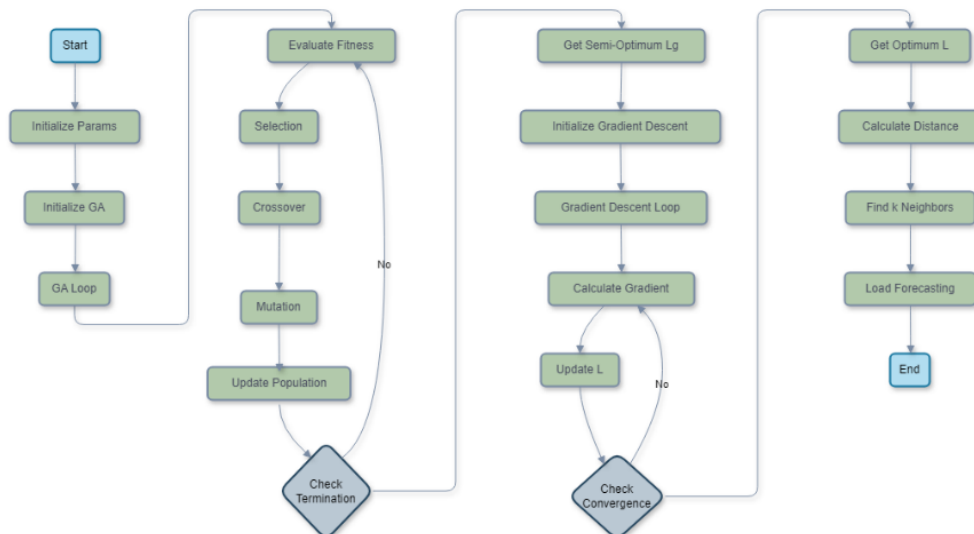 Start
Initialize Params
Initialize GA
GA Loop
Evaluate Fitness
Selection
Crossover
Mutation
Update Population
Check
Termination
No
Get Semi-Optimum Lg
Initialize Gradient Descent
Gradient Descent Loop
Calculate Gradient
Update L
Check
Convergence
No
Get Optimum L
Calculate Distance
Find k Neighbors
Load Forecasting
End